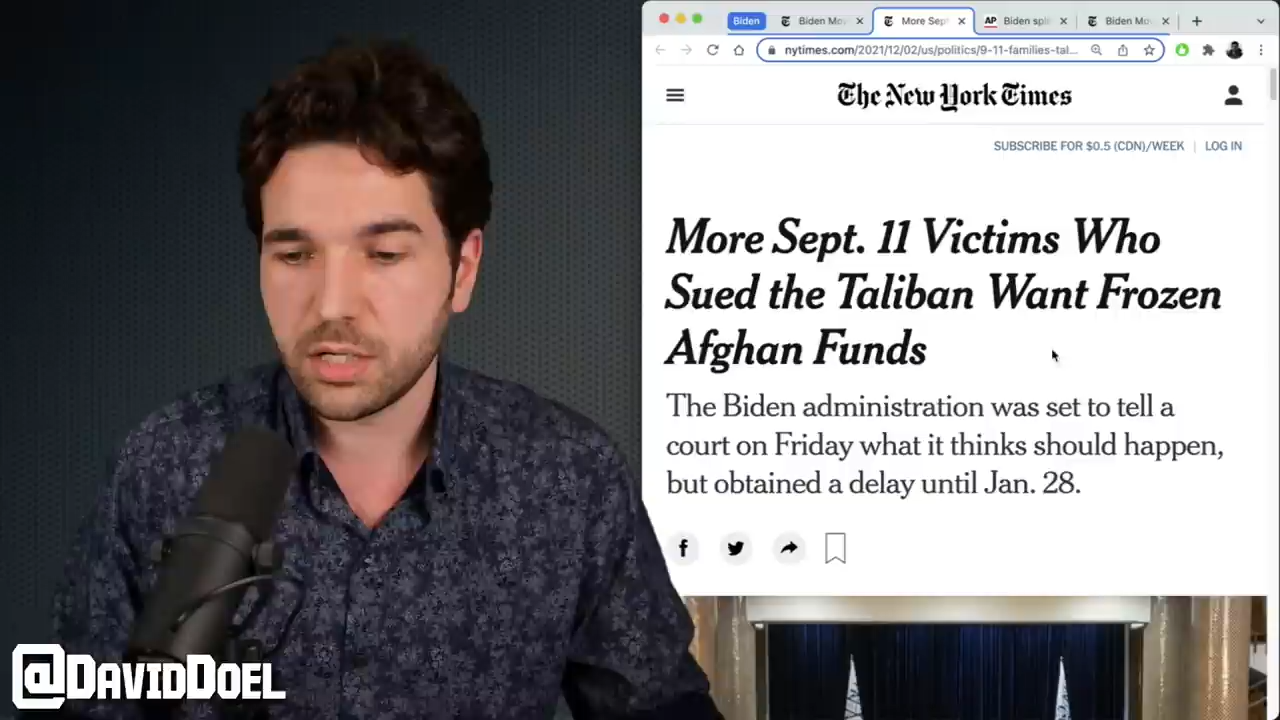 Biden
Biden Mov
More Sept
AP
Biden spli
Biden Mov
nytimes.com/2021/12/02/us/politics/9-11-families-tal...
The New York Times
SUBSCRIBE FOR $0.5 (CDN)/WEEK | LOG IN
More Sept. 11 Victims Who
Sued the Taliban Want Frozen
Afghan Funds
The Biden administration was set to tell a
court on Friday what it thinks should happen,
but obtained a delay until Jan. 28.
@DavidDoel